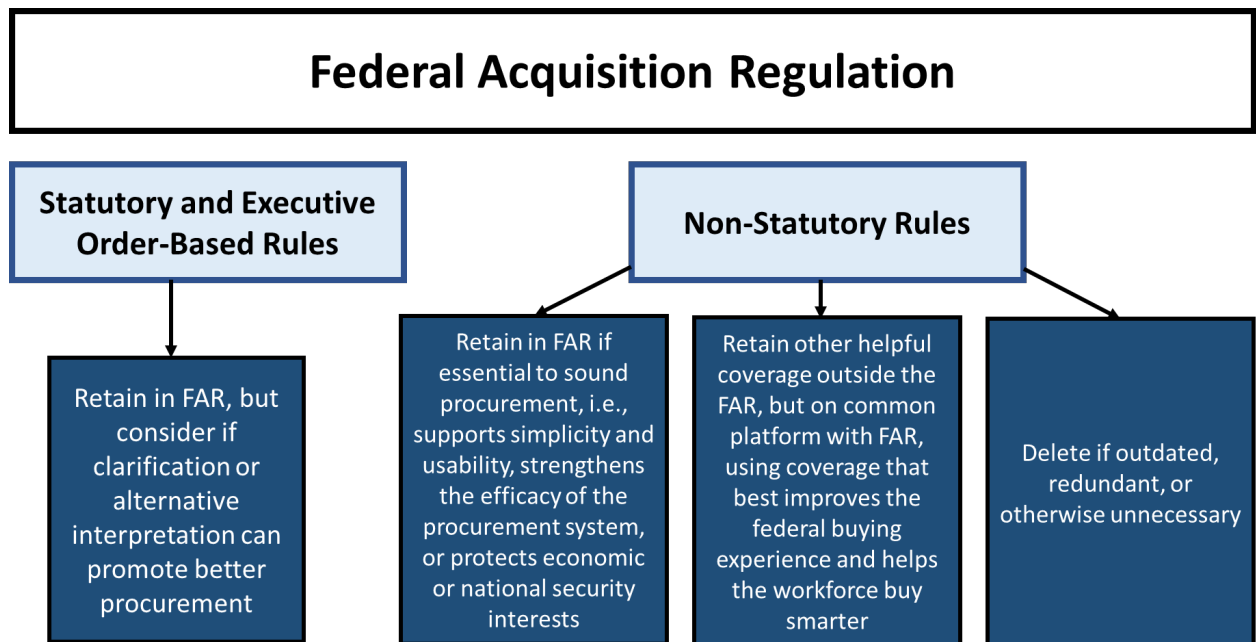 Federal Acquisition Regulation
Statutory and Executive
Order-Based Rules
Non-Statutory Rules
Retain in FAR, but
consider if
clarification or
alternative
interpretation can
promote better
procurement
Retain in FAR if
essential to sound
procurement, i.e.,
supports simplicity and
usability, strengthens
the efficacy of the
procurement system,
or protects economic
or national security
interests
Retain other helpful
coverage outside the
FAR, but on common
platform with FAR,
using coverage that
best improves the
federal buying
experience and helps
the workforce buy
smarter
Delete if outdated,
redundant, or
otherwise unnecessary